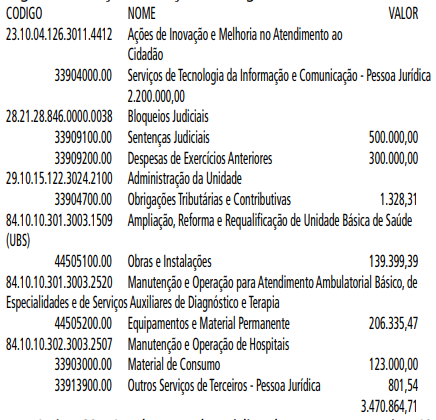 CODIGO NOME VALOR
23.10.04.126.3011.4412 Ações de Inovação e Melhoria no Atendimento ao
Cidadão
33904000.00 Serviços de Tecnologia da Informação e Comunicação - Pessoa Jurídica
2.200.000,00
28.21.28.846.0000.0038 Bloqueios Judiciais
33909100.00 Sentenças Judiciais 500.000,00
33909200.00 Despesas de Exercícios Anteriores 300.000,00
29.10.15.122.3024.2100 Administração da Unidade
33904700.00 Obrigações Tributárias e Contributivas 1.328,31
84.10.10.301.3003.1509 Ampliação, Reforma e Requalificação de Unidade Básica de Saúde
(UBS)
44505100.00 Obras e Instalações 139.399,39
84.10.10.301.3003.2520 Manutenção e Operação para Atendimento Ambulatorial Básico, de
Especialidades e de Serviços Auxiliares de Diagnóstico e Terapia
44505200.00 Equipamentos e Material Permanente 206.335,47
84.10.10.302.3003.2507 Manutenção e Operação de Hospitais
33903000.00 Material de Consumo 123.000,00
33913900.00 Outros Serviços de Terceiros - Pessoa Jurídica 801,54
3.470.864,71